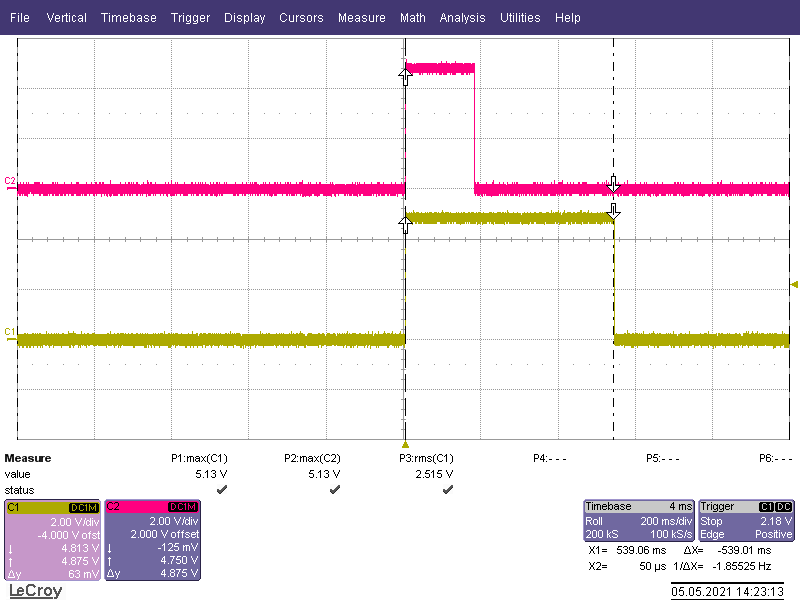 File Vertical Timebase Trigger Display Cursors Measure Math Analysis Utilities Help
C2
C1
Measure P1:max(C1) P2:max(C2) P3:rms(C1) P4:- - - P5:- - - P6:- - -
value 5.13 V 5.13 V 2.515 V
status
C1 DC1M
2.00 V/div
-4.000 V ofst
↓ 4.813 V
↑ 4.875 V
Δy 63 mV
C2 DC1M
2.00 V/div
2.000 V offset
↓ -125 mV
↑ 4.750 V
Δy 4.875 V
Timebase 4 ms
Roll 200 ms/div
200 kS 100 kS/s
Trigger C1 DC
Stop 2.18 V
Edge Positive
X1= 539.06 ms ΔX= -539.01 ms
X2= 50 µs 1/ΔX= -1.85525 Hz
LeCroy
05.05.2021 14:23:13